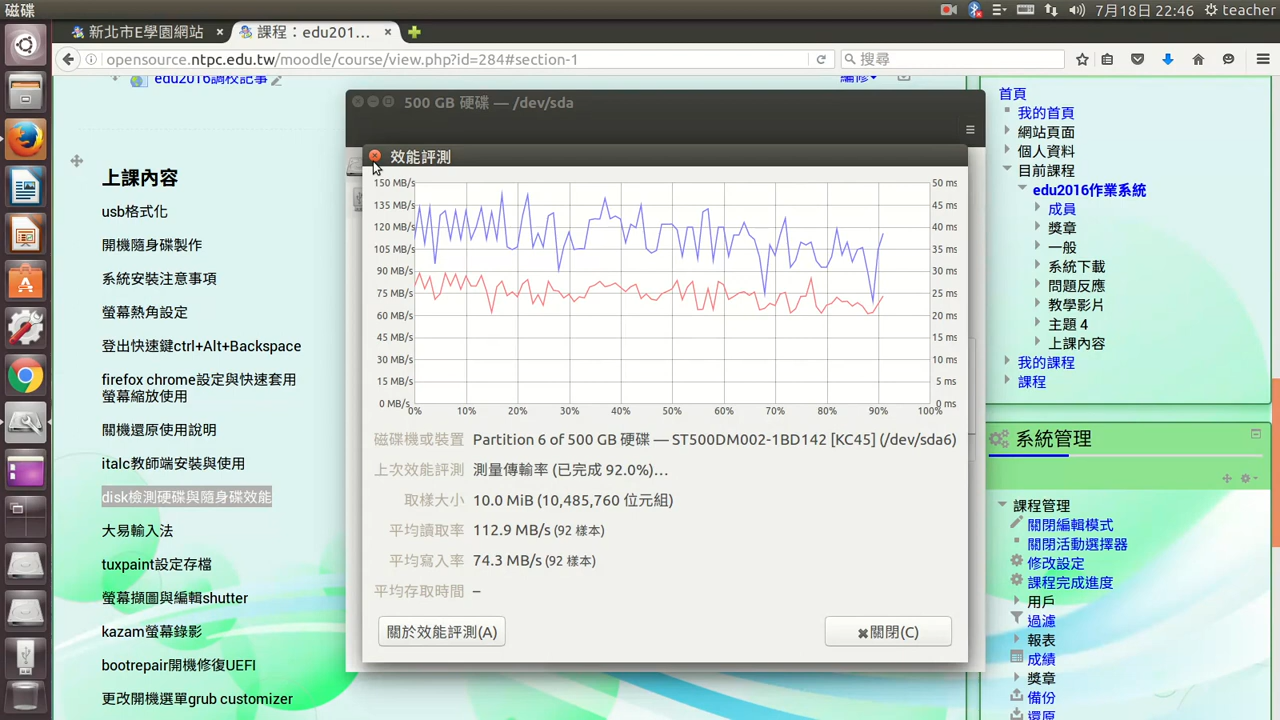 磁碟
7月18日 22:46
teacher
新北市E學園網站
課程：edu201...
opensource.ntpc.edu.tw/moodle/course/view.php?id=284#section-1
搜尋
edu2016調校記事
編修
上課內容
usb格式化
開機隨身碟製作
系統安裝注意事項
螢幕熱角設定
登出快速鍵ctrl+Alt+Backspace
firefox chrome設定與快速套用
螢幕縮放使用
關機還原使用說明
italc教師端安裝與使用
disk檢測硬碟與隨身碟效能
大易輸入法
tuxpaint設定存檔
螢幕擷圖與編輯shutter
kazam螢幕錄影
bootrepair開機修復UEFI
更改開機選單grub customizer
500 GB 硬碟 — /dev/sda
效能評測
150 MB/s
135 MB/s
120 MB/s
105 MB/s
90 MB/s
75 MB/s
60 MB/s
45 MB/s
30 MB/s
15 MB/s
0 MB/s
50 ms
45 ms
40 ms
35 ms
30 ms
25 ms
20 ms
15 ms
10 ms
5 ms
0 ms
0% 10% 20% 30% 40% 50% 60% 70% 80% 90% 100%
磁碟機或裝置 Partition 6 of 500 GB 硬碟 — ST500DM002-1BD142 [KC45] (/dev/sda6)
上次效能評測 測量傳輸率 (已完成 92.0%)…
取樣大小 10.0 MiB (10,485,760 位元組)
平均讀取率 112.9 MB/s (92 樣本)
平均寫入率 74.3 MB/s (92 樣本)
平均存取時間 –
關於效能評測(A)
關閉(C)
首頁
我的首頁
網站頁面
個人資料
目前課程
edu2016作業系統
成員
獎章
一般
系統下載
問題反應
教學影片
主題 4
上課內容
我的課程
課程
系統管理
課程管理
關閉編輯模式
關閉活動選擇器
修改設定
課程完成進度
用戶
過濾
報表
成績
獎章
備份
還原